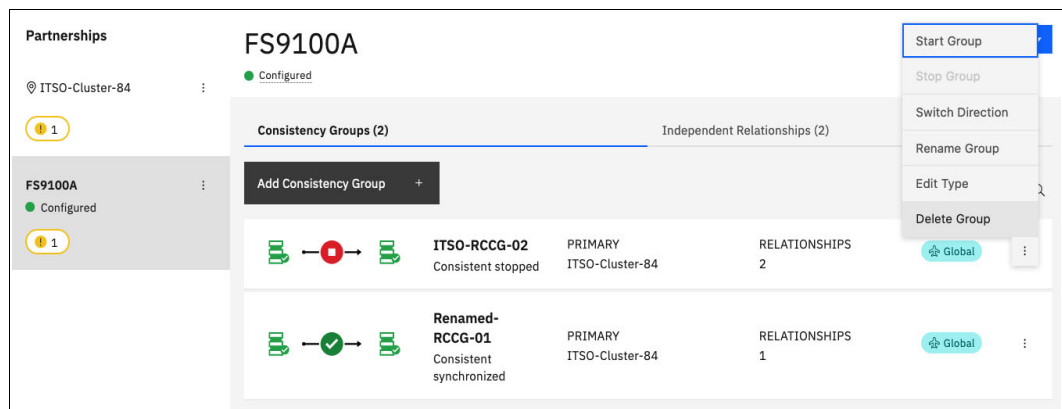 Partnerships
ITSO-Cluster-84
1
FS9100A
Configured
1
FS9100A
Configured
Consistency Groups (2)
Independent Relationships (2)
Add Consistency Group +
Start Group
Stop Group
Switch Direction
Rename Group
Edit Type
Delete Group
ITSO-RCCG-02
Consistent stopped
PRIMARY
ITSO-Cluster-84
RELATIONSHIPS
2
Global
Renamed-
RCCG-01
Consistent
synchronized
PRIMARY
ITSO-Cluster-84
RELATIONSHIPS
1
Global